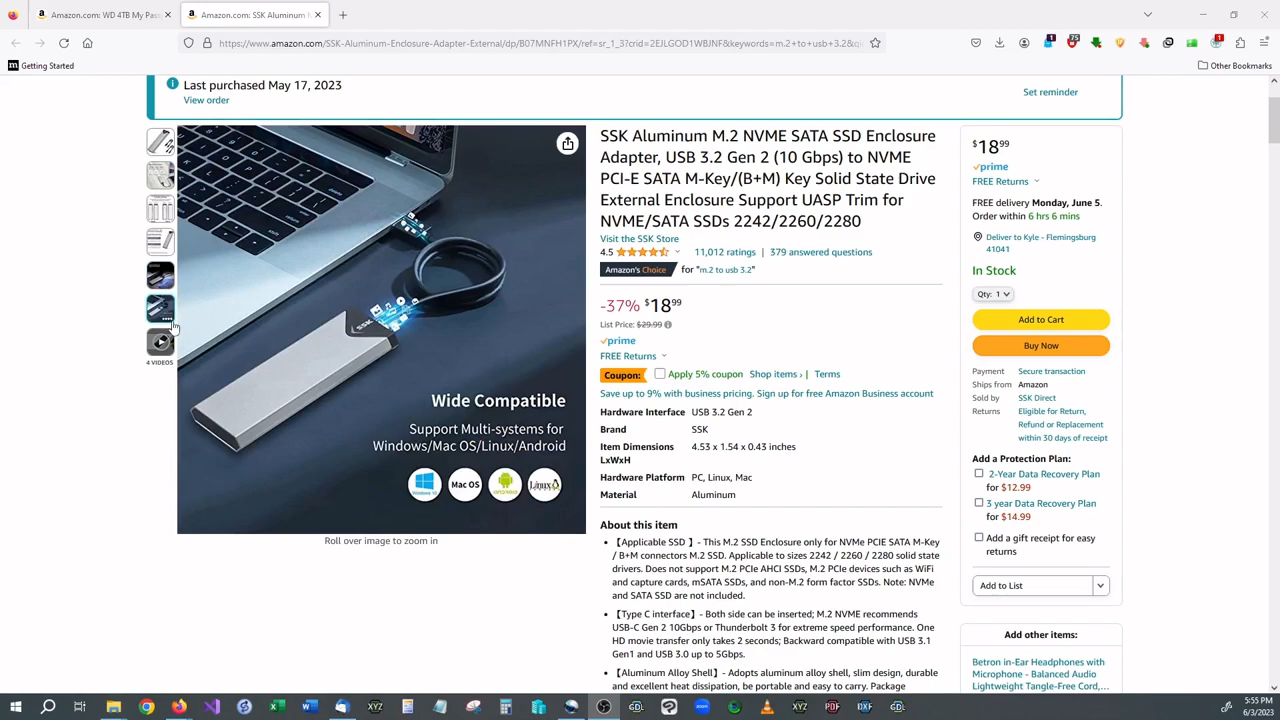 Amazon.com: WD 4TB My Pas
Amazon.com: SSK Aluminum M
https://www.amazon.com/SSK-Aluminum-Enclosure-Adapter-External/dp/B07MNFH1PX/ref=sr_1_3?crid=2EJLGOD1WBJNF&keywords=m.2+to+usb+3.2&q
75
1
1
Getting Started
Other Bookmarks
Last purchased May 17, 2023
View order
Set reminder
SSK Aluminum M.2 NVME SATA SSD Enclosure
Adapter, USB 3.2 Gen 2 (10 Gbps) to NVME
PCI-E SATA M-Key/(B+M) Key Solid State Drive
External Enclosure Support UASP Trim for
NVME/SATA SSDs 2242/2260/2280
Visit the SSK Store
4.5
11,012 ratings | 379 answered questions
Amazon's Choice for "m.2 to usb 3.2"
-37% $18 99
List Price: $29.99
prime
FREE Returns
Coupon: Apply 5% coupon Shop items › | Terms
Save up to 9% with business pricing. Sign up for free Amazon Business account
Hardware Interface USB 3.2 Gen 2
Brand SSK
Item Dimensions 4.53 x 1.54 x 0.43 inches
LxWxH
Hardware Platform PC, Linux, Mac
Material Aluminum
About this item
• 【Applicable SSD 】- This M.2 SSD Enclosure only for NVMe PCIE SATA M-Key
/ B+M connectors M.2 SSD. Applicable to sizes 2242 / 2260 / 2280 solid state
drivers. Does not support M.2 PCIe AHCI SSDs, M.2 PCIe devices such as WiFi
and capture cards, mSATA SSDs, and non-M.2 form factor SSDs. Note: NVMe
and SATA SSD are not included.
• 【Type C interface】- Both side can be inserted; M.2 NVME recommends
USB-C Gen 2 10Gbps or Thunderbolt 3 for extreme speed performance. One
HD movie transfer only takes 2 seconds; Backward compatible with USB 3.1
Gen1 and USB 3.0 up to 5Gbps.
• 【Aluminum Alloy Shell】- Adopts aluminum alloy shell, slim design, durable
and excellent heat dissipation, be portable and easy to carry. Package
SSK
Wide Compatible
Support Multi-systems for
Windows/Mac OS/Linux/Android
Windows 10
Mac OS
android
Linux
4 VIDEOS
Roll over image to zoom in
$18 99
prime
FREE Returns
FREE delivery Monday, June 5.
Order within 6 hrs 6 mins
Deliver to Kyle - Flemingsburg
41041
In Stock
Qty: 1
Add to Cart
Buy Now
Payment Secure transaction
Ships from Amazon
Sold by SSK Direct
Returns Eligible for Return,
Refund or Replacement
within 30 days of receipt
Add a Protection Plan:
2-Year Data Recovery Plan
for $12.99
3 year Data Recovery Plan
for $14.99
Add a gift receipt for easy
returns
Add to List
Add other items:
Betron in-Ear Headphones with
Microphone - Balanced Audio
Lightweight Tangle-Free Cord,...
5:55 PM
6/3/2023